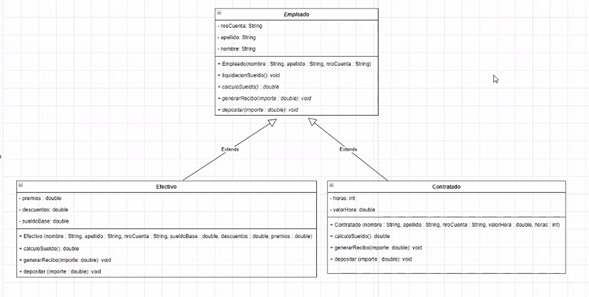 Empleado
- nroCuenta: String
- apellido: String
- nombre: String
+ Empleado(nombre : String, apellido : String, nroCuenta : String)
+ liquidacionSueldo(): void
+ calculoSueldo() : double
+ generarRecibo(importe : double): void
+ depositar(importe : double): void
Extends
Extends
Efectivo
- premios : double
- descuentos: double
- sueldoBase: double
+ Efectivo (nombre : String, apellido : String, nroCuenta : String, sueldoBase : double, descuentos : double, premios : double)
+ calculoSueldo(): double
+ generarRecibo(importe: double): void
+ depositar (importe : double): void
Contratado
- horas: int
- valorHora: double
+ Contratado (nombre : String, apellido : String, nroCuenta : String, valorHora : double, horas : int)
+ calculoSueldo(): double
+ generarRecibo(importe: double): void
+ depositar (importe : double): void